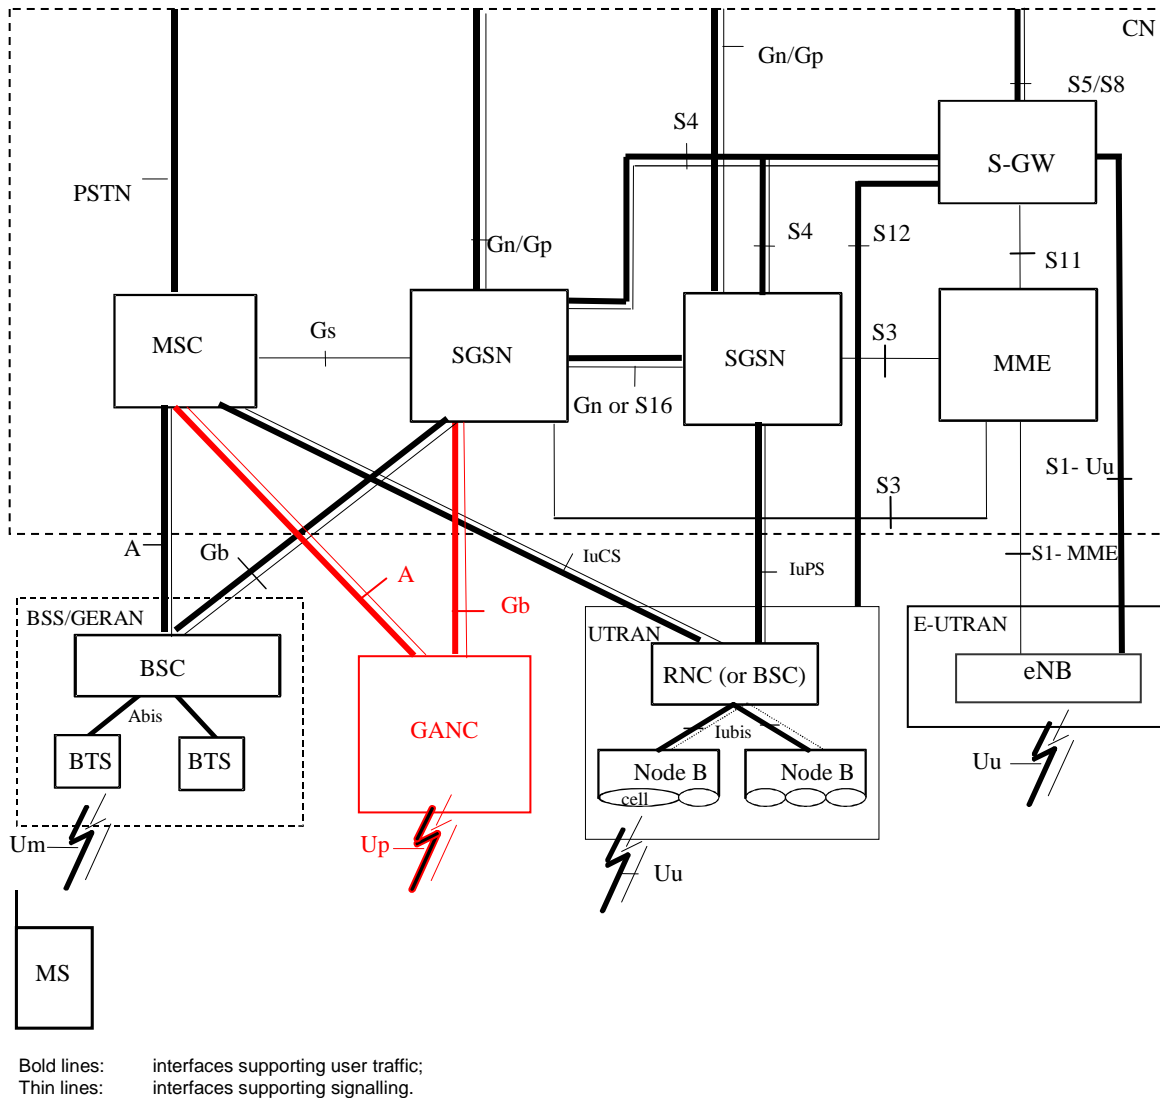 CN
Gn/Gp
S5/S8
S4
S-GW
PSTN
Gn/Gp
S4
S12
S11
MSC
Gs
SGSN
SGSN
S3
MME
Gn or S16
S1- Uu
S3
A
Gb
IuCS
IuPS
S1- MME
A
Gb
BSS/GERAN
UTRAN
E-UTRAN
BSC
RNC (or BSC)
eNB
Abis
GANC
Iubis
BTS
BTS
Node B
Node B
cell
Uu
Um
Up
Uu
MS
Bold lines: interfaces supporting user traffic;
Thin lines: interfaces supporting signalling.